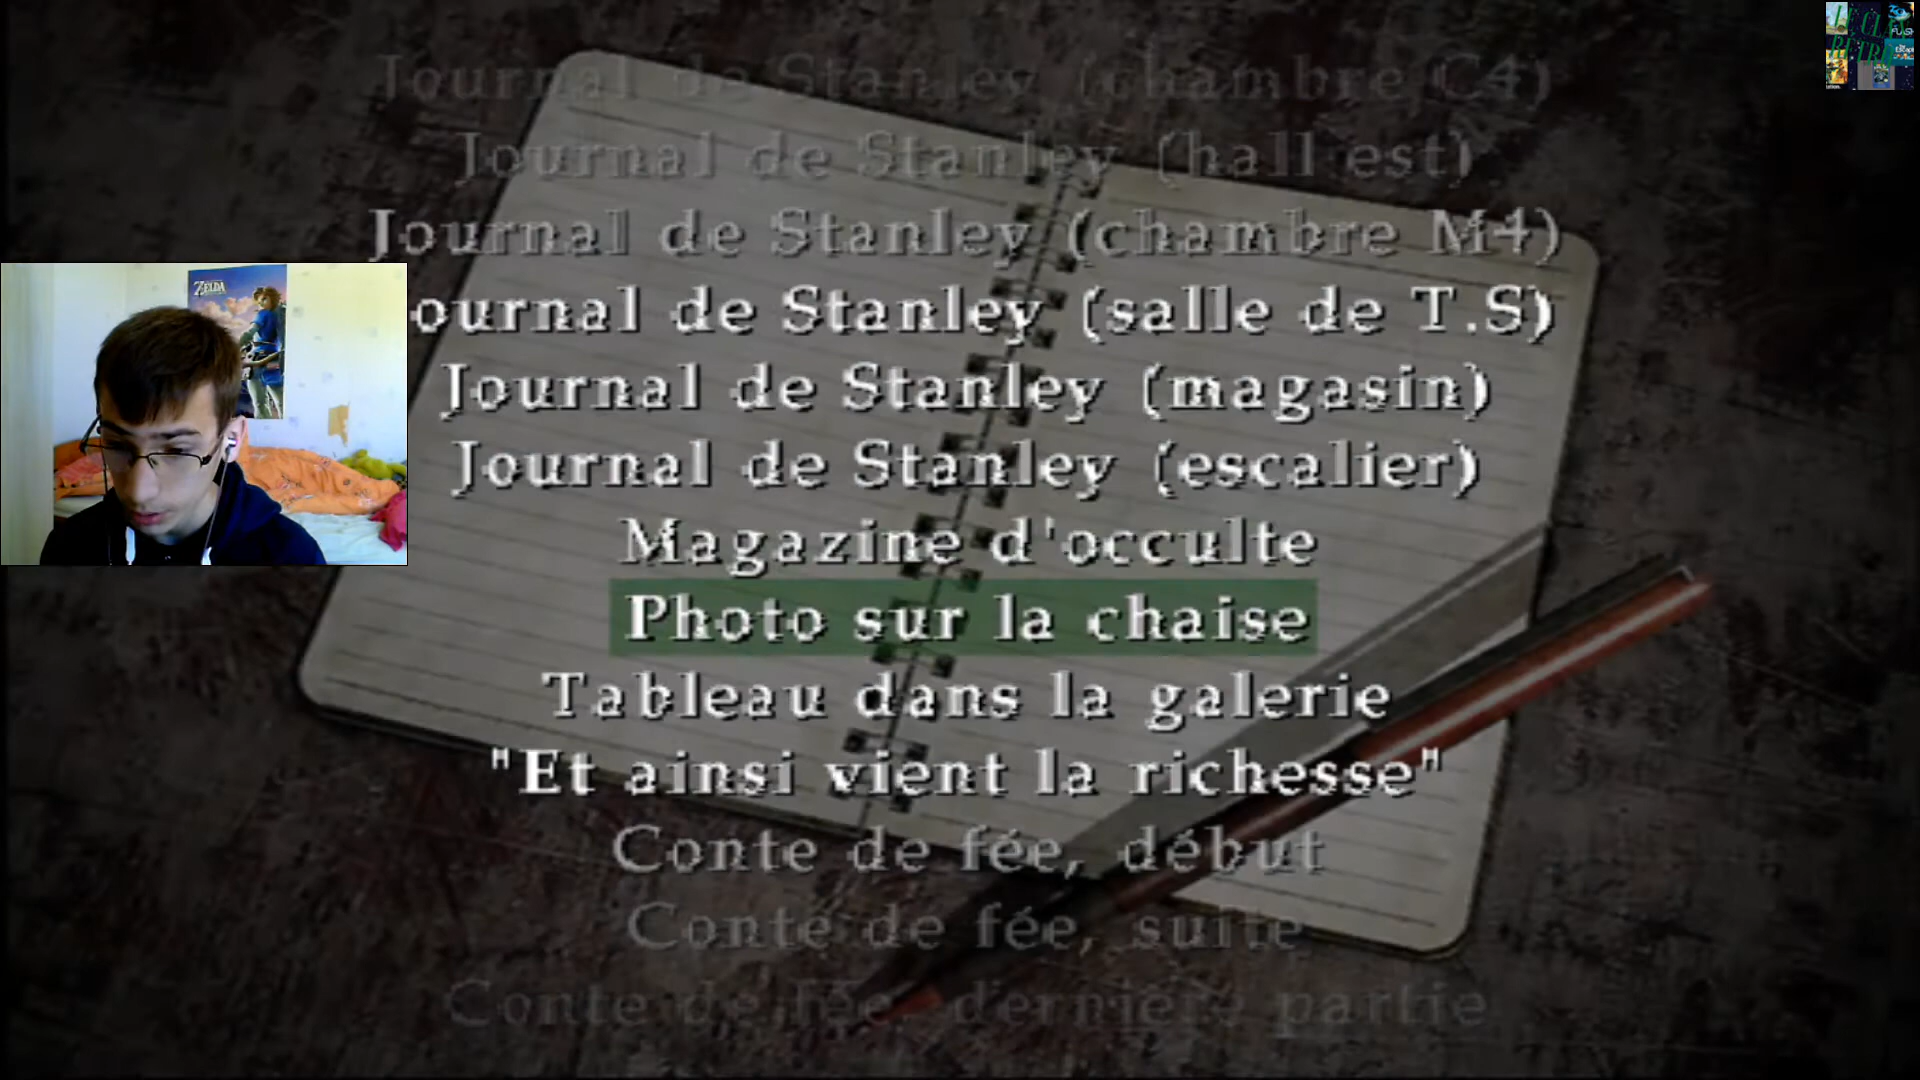 Journal de Stanley (chambre C4)
Journal de Stanley (hall est)
Journal de Stanley (chambre M4)
ournal de Stanley (salle de T.S)
Journal de Stanley (magasin)
Journal de Stanley (escalier)
Magazine d'occulte
Photo sur la chaise
Tableau dans la galerie
"Et ainsi vient la richesse"
Conte de fée, début
Conte de fée, suite
Conte de fée, dernière partie
ZELDA